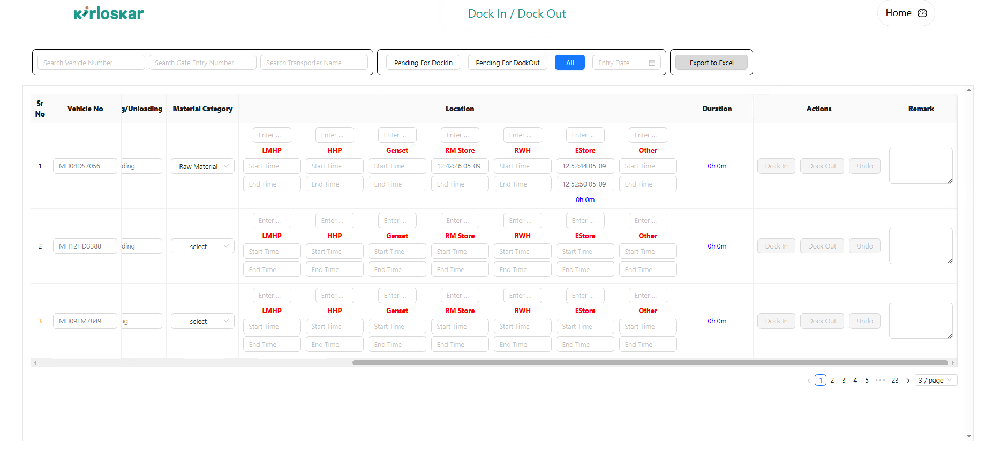 kirloskar
Dock In / Dock Out
Home
Search Vehicle Number Search Gate Entry Number Search Transporter Name Pending For DockIn Pending For DockOut All Entry Date Export to Excel
Sr No Vehicle No g/Unloading Material Category Location Duration Actions Remark
Enter ... Enter ... Enter ... Enter ... Enter ... Enter ... Enter ...
LMHP HHP Genset RM Store RWH EStore Other
1 MH04DS7056 ding Raw Material Start Time Start Time Start Time 12:42:26 05-09- Start Time 12:52:44 05-09- Start Time 0h 0m Dock In Dock Out Undo
End Time End Time End Time End Time End Time 12:52:50 05-09- End Time
0h 0m
Enter ... Enter ... Enter ... Enter ... Enter ... Enter ... Enter ...
LMHP HHP Genset RM Store RWH EStore Other
2 MH12HD3388 ding select Start Time Start Time Start Time Start Time Start Time Start Time Start Time 0h 0m Dock In Dock Out Undo
End Time End Time End Time End Time End Time End Time End Time
Enter ... Enter ... Enter ... Enter ... Enter ... Enter ... Enter ...
LMHP HHP Genset RM Store RWH EStore Other
3 MH09EM7849 ng select Start Time Start Time Start Time Start Time Start Time Start Time Start Time 0h 0m Dock In Dock Out Undo
End Time End Time End Time End Time End Time End Time End Time
< 1 2 3 4 5 ••• 23 > 3 / page